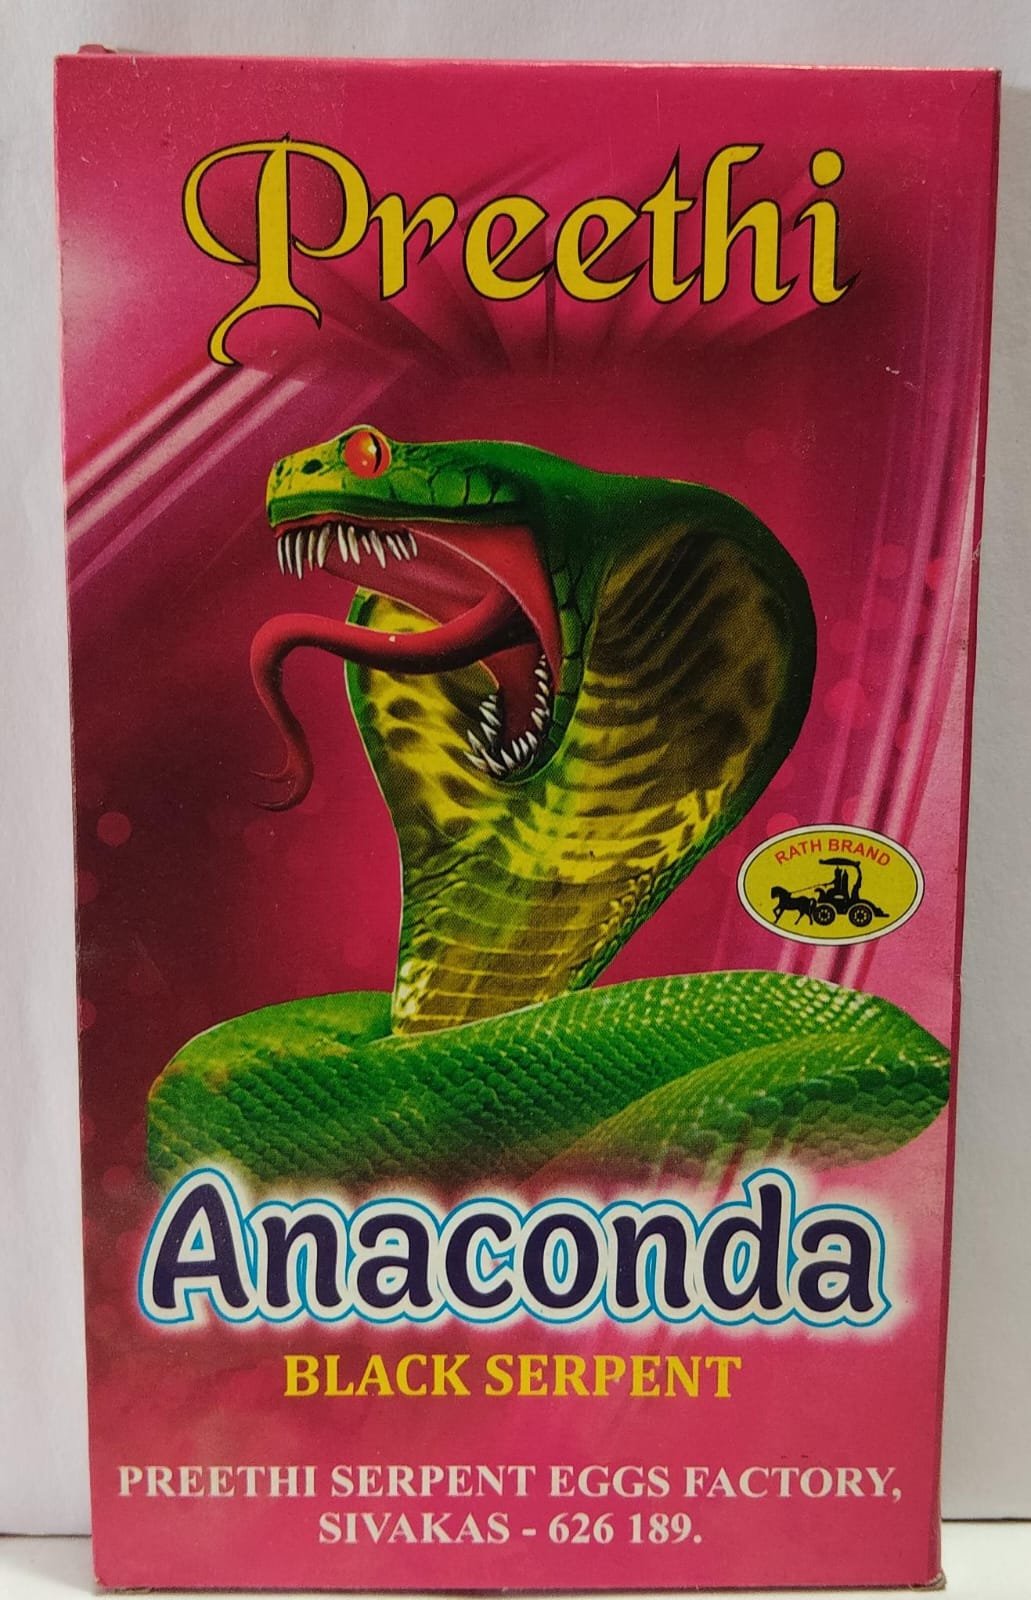 Preethi
RATH BRAND
Anaconda
BLACK SERPENT
PREETHI SERPENT EGGS FACTORY,
SIVAKAS - 626 189.